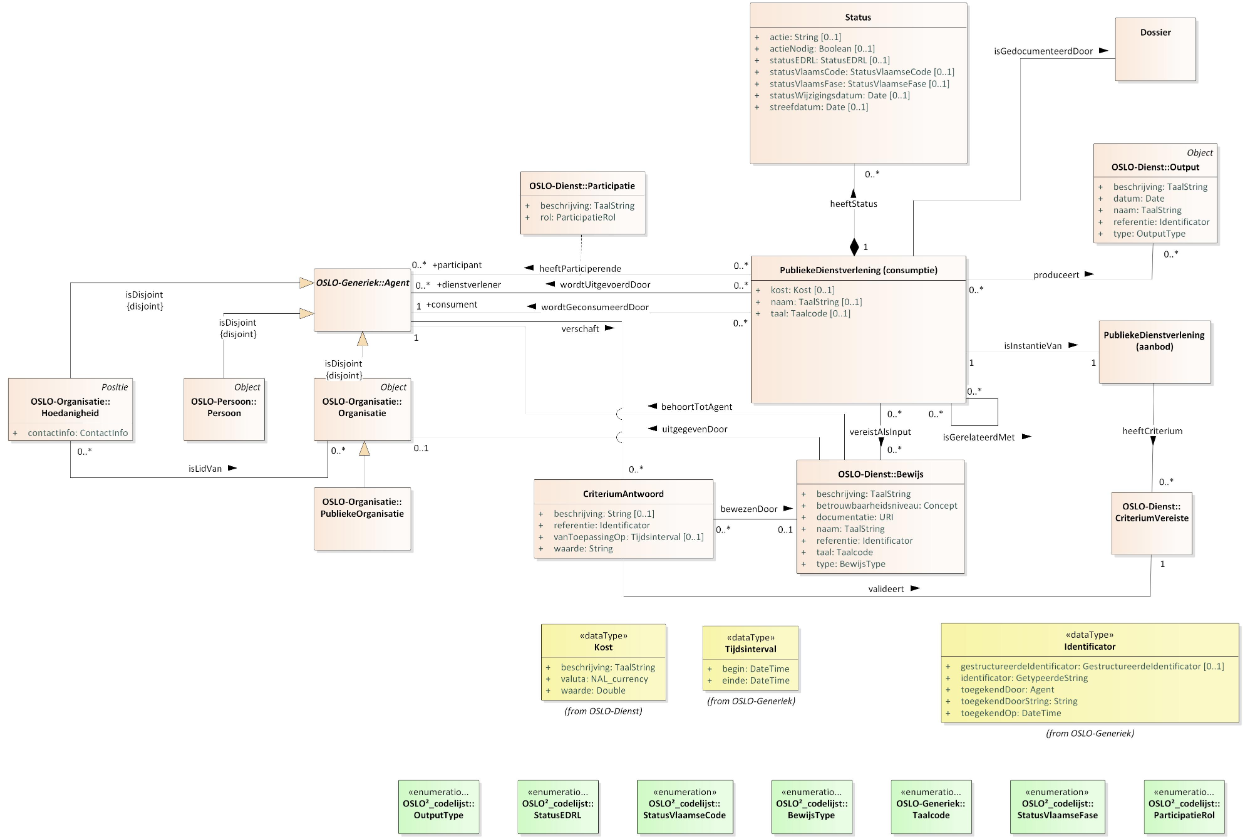 Status
+ actie: String [0..1]
+ actieNodig: Boolean [0..1]
+ statusEDRL: StatusEDRL [0..1]
+ statusVlaamsCode: StatusVlaamseCode [0..1]
+ statusVlaamsFase: StatusVlaamseFase [0..1]
+ statusWijzigingsdatum: Date [0..1]
+ streefdatum: Date [0..1]
Dossier
isGedocumenteerdDoor
Object
OSLO-Dienst::Output
+ beschrijving: TaalString
+ datum: Date
+ naam: TaalString
+ referentie: Identificator
+ type: OutputType
OSLO-Dienst::Participatie
+ beschrijving: TaalString
+ rol: ParticipatieRol
0..*
heeftStatus
1
0..*
PubliekeDienstverlening (consumptie)
+ kost: Kost [0..1]
+ naam: TaalString [0..1]
+ taal: Taalcode [0..1]
0..* +participant
heeftParticiperende
0..*
0..* +dienstverlener
wordtUitgevoerdDoor
0..*
1 +consument
wordtGeconsumeerdDoor
0..*
verschaft
1
produceert
0..*
OSLO-Generiek::Agent
isDisjoint
{disjoint}
isDisjoint
{disjoint}
isDisjoint
{disjoint}
isInstantieVan
1
1
PubliekeDienstverlening
(aanbod)
Positie
OSLO-Organisatie::
Hoedanigheid
+ contactinfo: ContactInfo
Object
OSLO-Persoon::
Persoon
Object
OSLO-Organisatie::
Organisatie
0..*
isLidVan
0..*
0..1
OSLO-Organisatie::
PubliekeOrganisatie
behoortTotAgent
uitgegevenDoor
0..*
vereistAlsInput
0..*
0..*
0..*
isGerelateerdMet
heeftCriterium
0..*
0..*
CriteriumAntwoord
+ beschrijving: String [0..1]
+ referentie: Identificator
+ vanToepassingOp: Tijdsinterval [0..1]
+ waarde: String
bewezenDoor
0..*
0..1
OSLO-Dienst::Bewijs
+ beschrijving: TaalString
+ betrouwbaarheidsniveau: Concept
+ documentatie: URI
+ naam: TaalString
+ referentie: Identificator
+ taal: Taalcode
+ type: BewijsType
OSLO-Dienst::
CriteriumVereiste
1
valideert
«dataType»
Kost
+ beschrijving: TaalString
+ valuta: NAL_currency
+ waarde: Double
(from OSLO-Dienst)
«dataType»
Tijdsinterval
+ begin: DateTime
+ einde: DateTime
(from OSLO-Generiek)
«dataType»
Identificator
+ gestructureerdeIdentificator: GestructureerdeIdentificator [0..1]
+ identificator: GetypeerdeString
+ toegekendDoor: Agent
+ toegekendDoorString: String
+ toegekendOp: DateTime
(from OSLO-Generiek)
«enumeratio...
OSLO²_codelijst::
OutputType
«enumeratio...
OSLO²_codelijst::
StatusEDRL
«enumeration»
OSLO²_codelijst::
StatusVlaamseCode
«enumeratio...
OSLO²_codelijst::
BewijsType
«enumeratio...
OSLO-Generiek::
Taalcode
«enumeration»
OSLO²_codelijst::
StatusVlaamseFase
«enumeratio...
OSLO²_codelijst::
ParticipatieRol